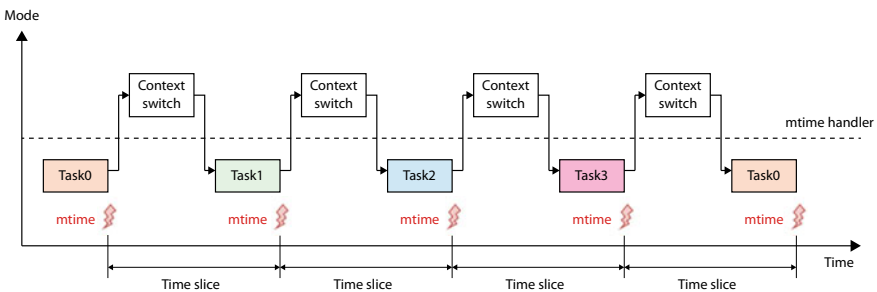 Mode
Context
switch
Context
switch
Context
switch
Context
switch
mtime handler
Task0
Task1
Task2
Task3
Task0
mtime
mtime
mtime
mtime
mtime
Time
Time slice
Time slice
Time slice
Time slice